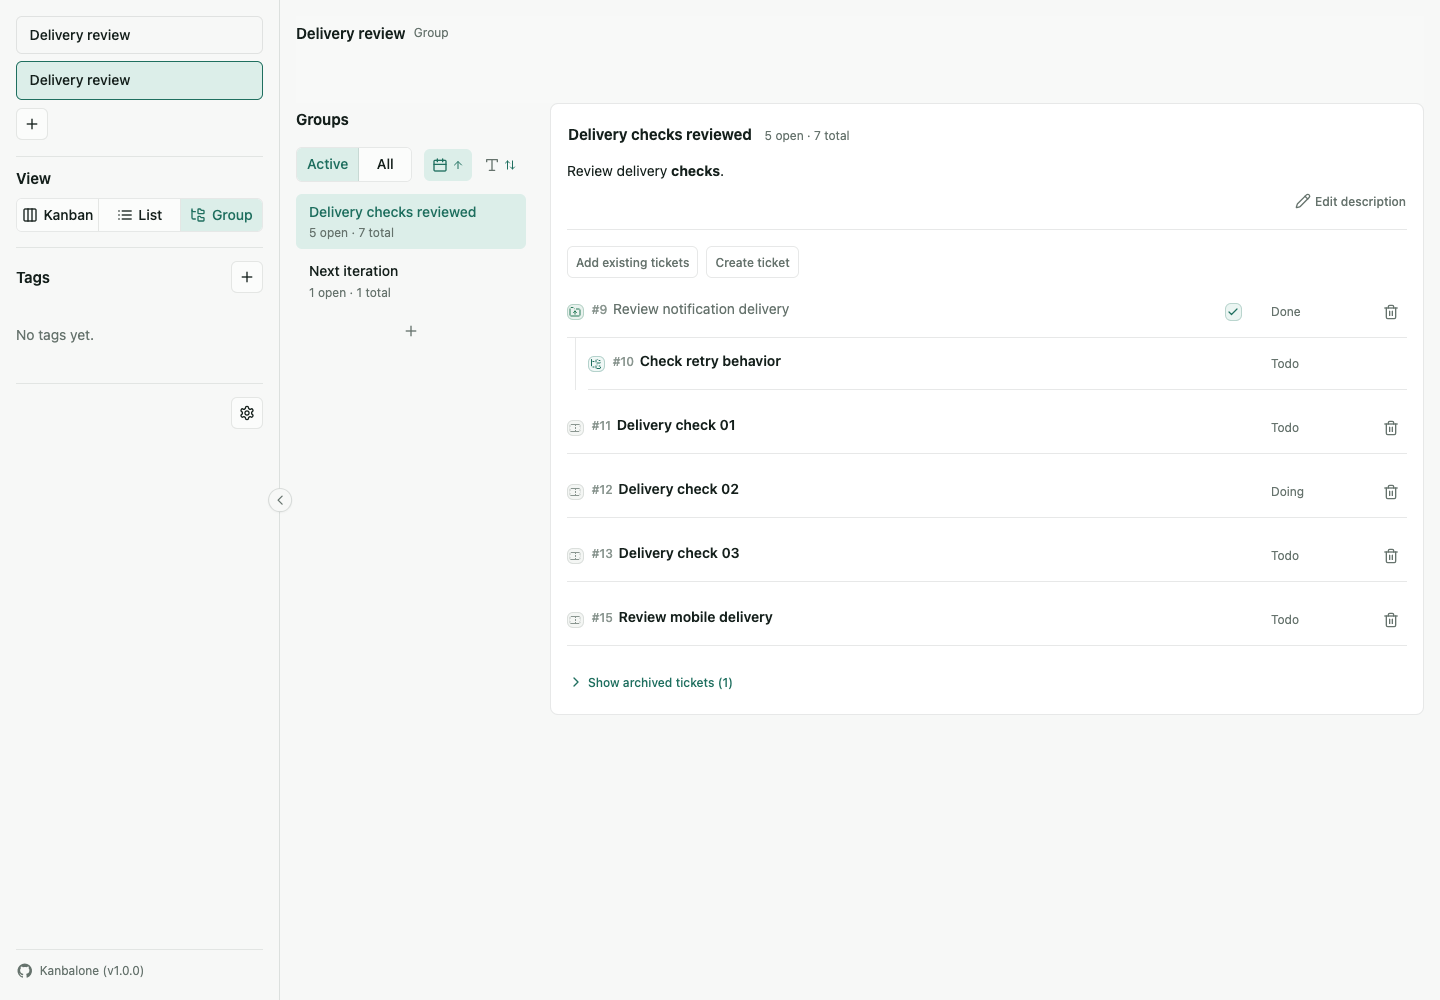 Delivery review
Delivery review
View
Kanban
List
Group
Tags
No tags yet.
Kanbalone (v1.0.0)
Delivery review Group
Groups
Active
All
Delivery checks reviewed
5 open · 7 total
Next iteration
1 open · 1 total
Delivery checks reviewed 5 open · 7 total
Review delivery checks.
Edit description
Add existing tickets
Create ticket
#9 Review notification delivery Done
#10 Check retry behavior Todo
#11 Delivery check 01 Todo
#12 Delivery check 02 Doing
#13 Delivery check 03 Todo
#15 Review mobile delivery Todo
Show archived tickets (1)